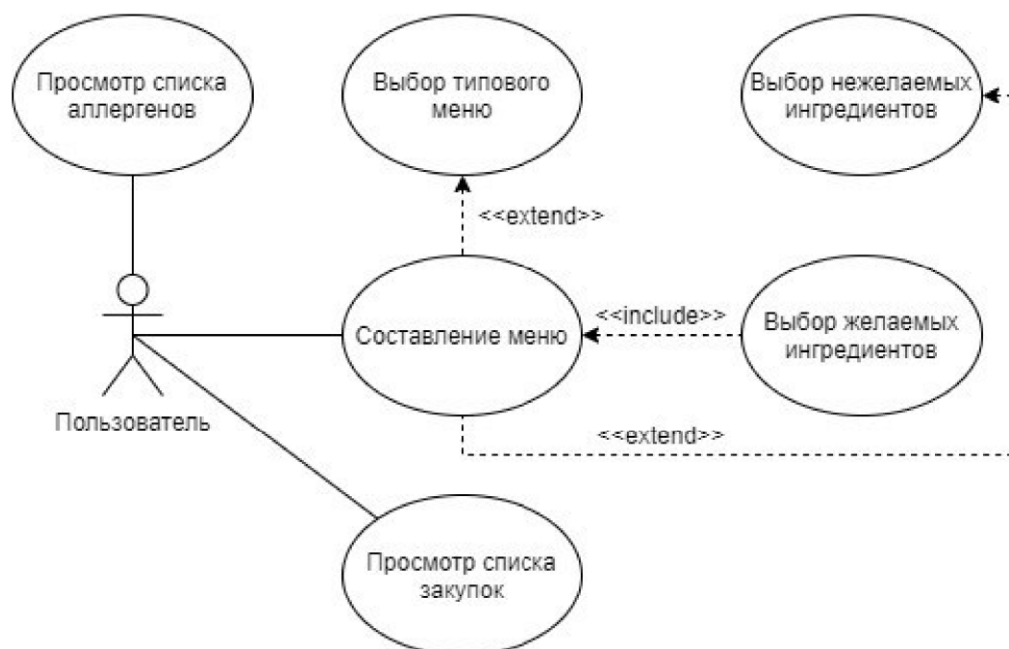 Просмотр списка
аллергенов
Выбор типового
меню
Выбор нежелаемых
ингредиентов
<<extend>>
Составление меню
<<include>>
Выбор желаемых
ингредиентов
Пользователь
<<extend>>
Просмотр списка
закупок